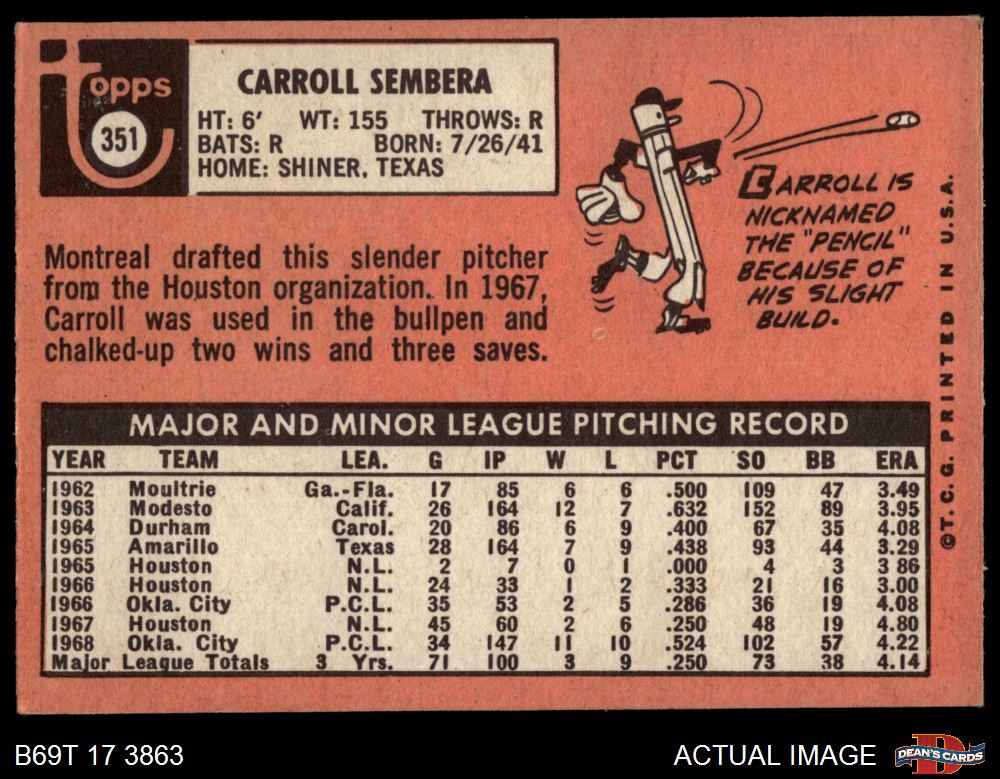 Topps
351
CARROLL SEMBERA
HT: 6' WT: 155 THROWS: R
BATS: R BORN: 7/26/41
HOME: SHINER, TEXAS
CARROLL IS
NICKNAMED
THE "PENCIL"
BECAUSE OF
HIS SLIGHT
BUILD.
Montreal drafted this slender pitcher
from the Houston organization. In 1967,
Carroll was used in the bullpen and
chalked-up two wins and three saves.
©T. C. G. PRINTED IN U.S.A.
MAJOR AND MINOR LEAGUE PITCHING RECORD
YEAR TEAM LEA. G IP W L PCT SO BB ERA
1962 Moultrie Ga.-Fla. 17 85 6 6 .500 109 47 3.49
1963 Modesto Calif. 26 164 12 7 .632 152 89 3.95
1964 Durham Carol. 20 86 6 9 .400 67 35 4.08
1965 Amarillo Texas 28 164 7 9 .438 93 44 3.29
1965 Houston N.L. 2 7 0 1 .000 4 3 3 86
1966 Houston N.L. 24 33 1 2 .333 21 16 3.00
1966 Okla. City P.C.L. 35 53 2 5 .286 36 19 4.08
1967 Houston N.L. 45 60 2 6 .250 48 19 4.80
1968 Okla. City P.C.L. 34 147 11 10 .524 102 57 4.22
Major League Totals 3 Yrs. 71 100 3 9 .250 73 38 4.14
B69T 17 3863
ACTUAL IMAGE
DEAN'S CARDS